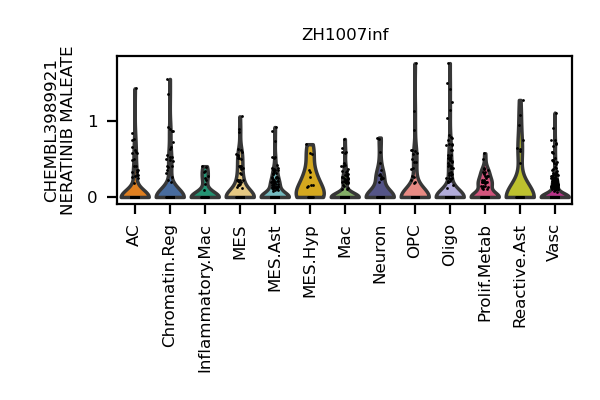 ZH1007inf
CHEMBL3989921
NERATINIB MALEATE
1
0
AC
Chromatin.Reg
Inflammatory.Mac
MES
MES.Ast
MES.Hyp
Mac
Neuron
OPC
Oligo
Prolif.Metab
Reactive.Ast
Vasc